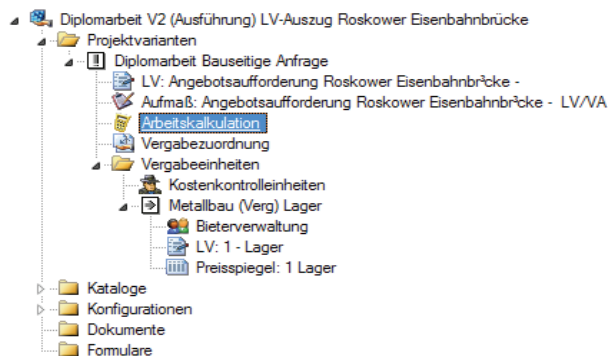 Diplomarbeit V2 (Ausführung) LV-Auszug Roskower Eisenbahnbrücke
Projektvarianten
Diplomarbeit Bauseitige Anfrage
LV: Angebotsaufforderung Roskower Eisenbahnbr³cke -
Aufmaß: Angebotsaufforderung Roskower Eisenbahnbr³cke - LV/VA
Arbeitskalkulation
Vergabezuordnung
Vergabeeinheiten
Kostenkontrolleinheiten
Metallbau (Verg) Lager
Bieterverwaltung
LV: 1 - Lager
Preisspiegel: 1 Lager
Kataloge
Konfigurationen
Dokumente
Formulare